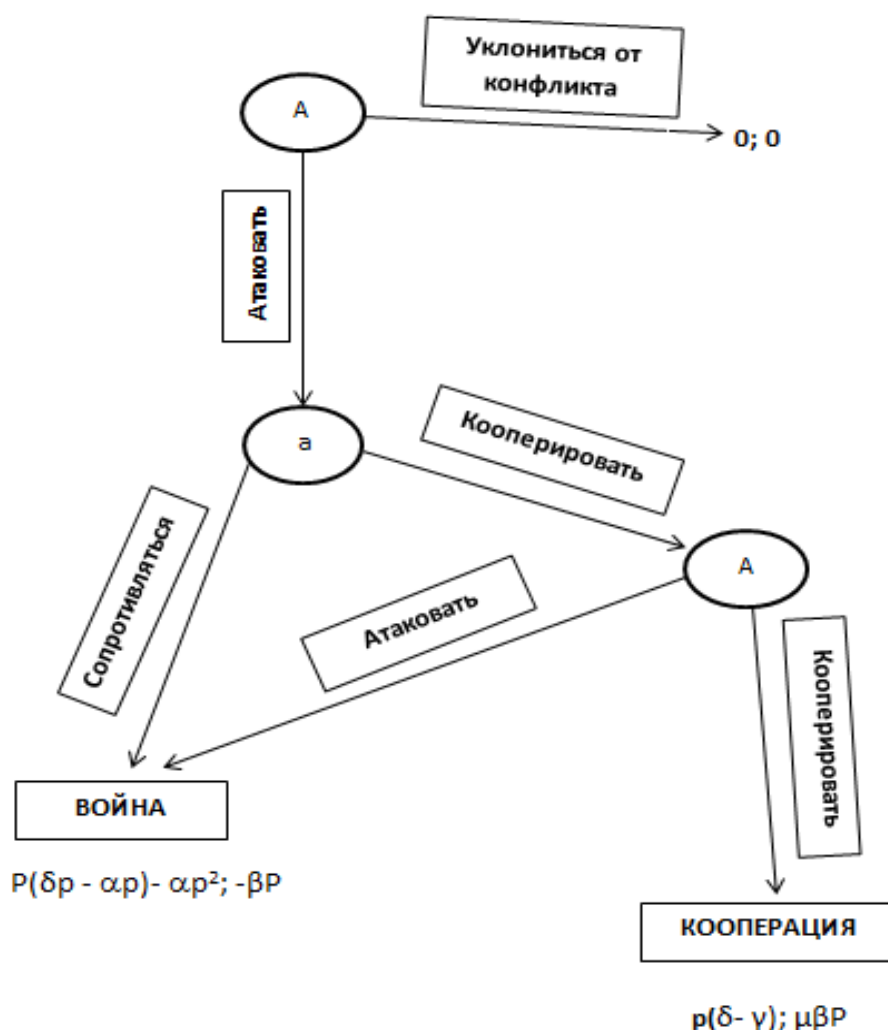 Уклониться от
конфликта
A
0; 0
Атаковать
a
Кооперировать
A
Сопротивляться
Атаковать
Кооперировать
ВОЙНА
P(δp - αp)- αp²; -βP
КООПЕРАЦИЯ
p(δ- γ); μβP